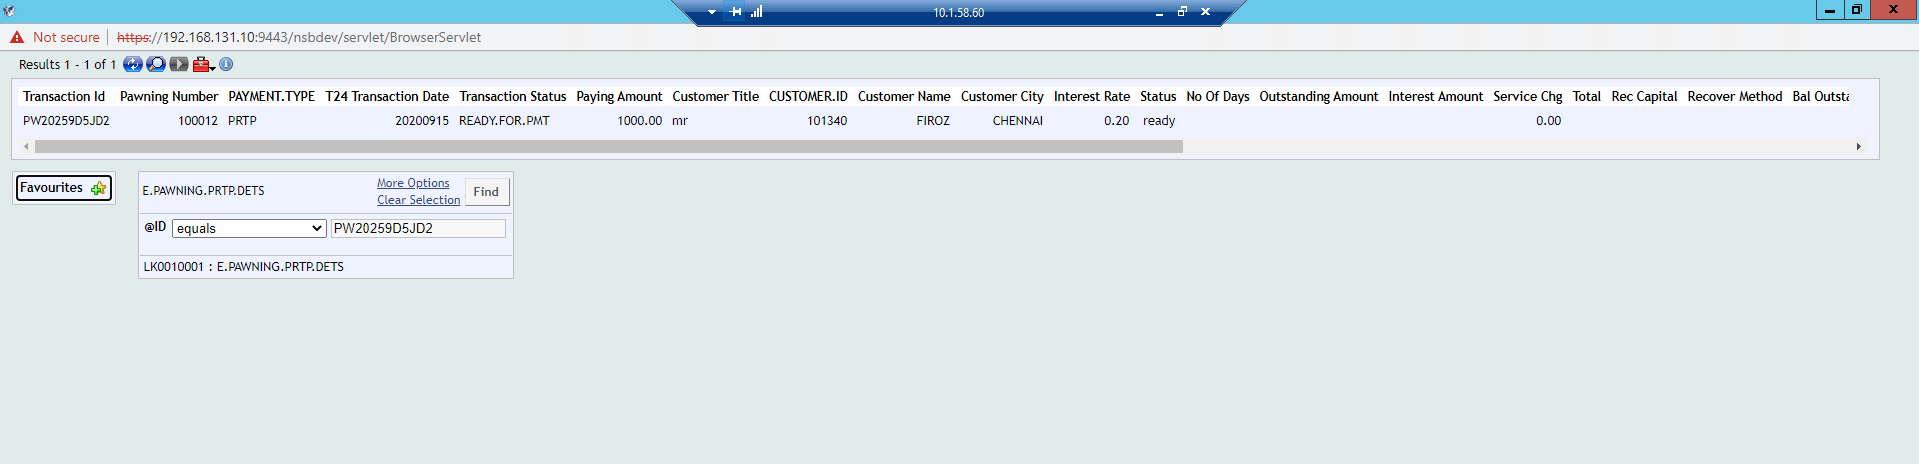 10.1.58.60
Not secure https://192.168.131.10:9443/nsbdev/servlet/BrowserServlet
Results 1 - 1 of 1
Transaction Id Pawning Number PAYMENT.TYPE T24 Transaction Date Transaction Status Paying Amount Customer Title CUSTOMER.ID Customer Name Customer City Interest Rate Status No Of Days Outstanding Amount Interest Amount Service Chg Total Rec Capital Recover Method Bal Outsta
PW20259D5JD2 100012 PRTP 20200915 READY.FOR.PMT 1000.00 mr 101340 FIROZ CHENNAI 0.20 ready 0.00
Favourites
E.PAWNING.PRTP.DETS
More Options
Clear Selection
Find
@ID equals PW20259D5JD2
LK0010001 : E.PAWNING.PRTP.DETS